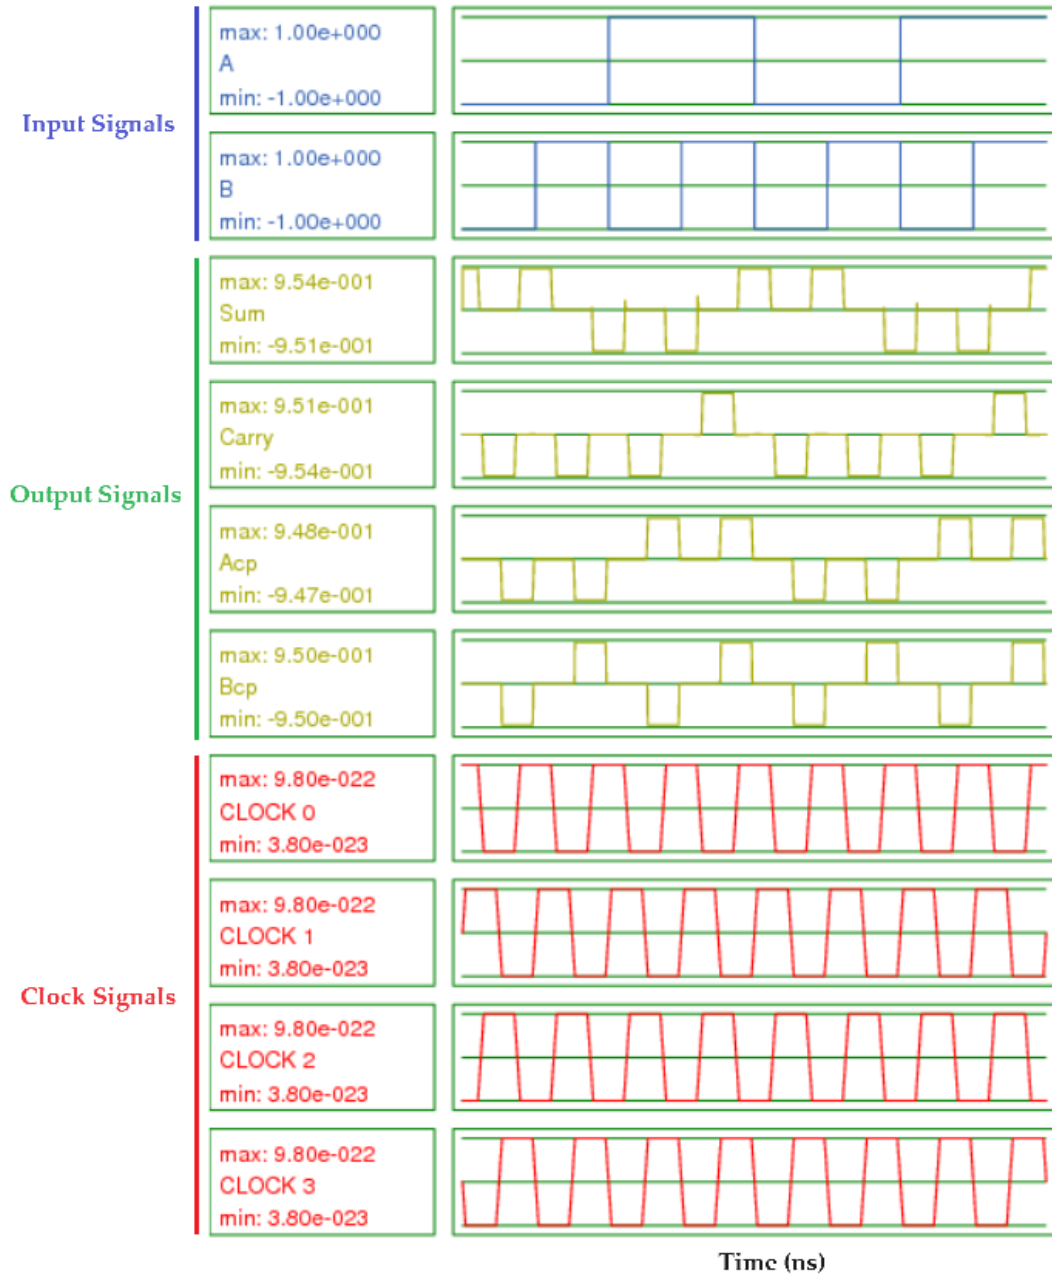 max: 1.00e+000
A
min: -1.00e+000
Input Signals
max: 1.00e+000
B
min: -1.00e+000
max: 9.54e-001
Sum
min: -9.51e-001
max: 9.51e-001
Carry
min: -9.54e-001
Output Signals
max: 9.48e-001
Acp
min: -9.47e-001
max: 9.50e-001
Bcp
min: -9.50e-001
max: 9.80e-022
CLOCK 0
min: 3.80e-023
max: 9.80e-022
CLOCK 1
min: 3.80e-023
Clock Signals
max: 9.80e-022
CLOCK 2
min: 3.80e-023
max: 9.80e-022
CLOCK 3
min: 3.80e-023
Time (ns)